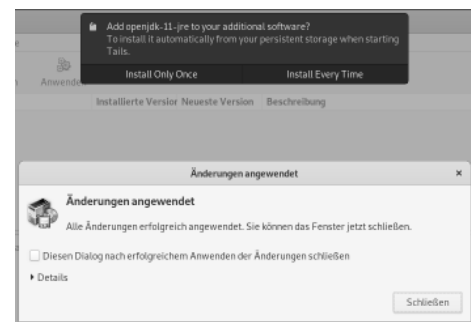 Add openjdk-11-jre to your additional software?
To install it automatically from your persistent storage when starting
Tails.
Install Only Once Install Every Time
Anwenden
Installierte Version Neueste Version Beschreibung
Änderungen angewendet
Änderungen angewendet
Alle Änderungen erfolgreich angewendet. Sie können das Fenster jetzt schließen.
Diesen Dialog nach erfolgreichem Anwenden der Änderungen schließen
Details
Schließen